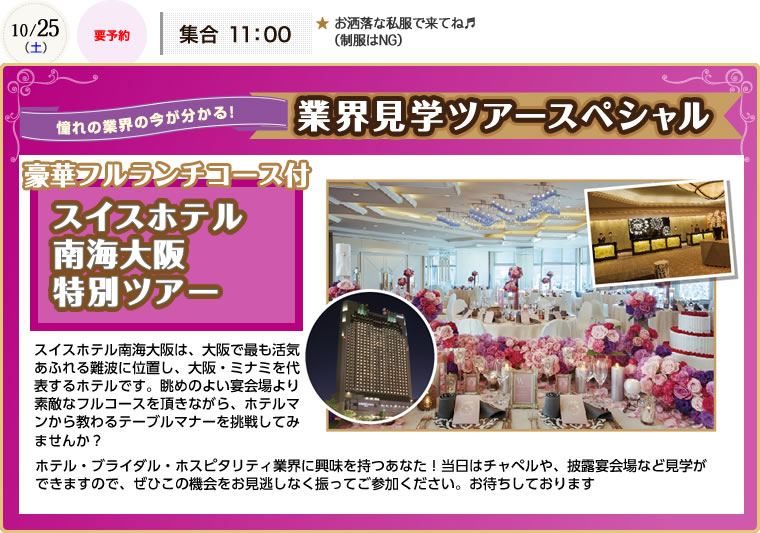 10/25
(土)
要予約
集合 11:00
★ お洒落な私服で来てね♬
(制服はNG)
憧れの業界の今が分かる!
業界見学ツアースペシャル
豪華フルランチコース付
スイスホテル
南海大阪
特別ツアー
スイスホテル南海大阪は、大阪で最も活気
あふれる難波に位置し、大阪・ミナミを代
表するホテルです。眺めのよい宴会場より
素敵なフルコースを頂きながら、ホテルマ
ンから教わるテーブルマナーを挑戦してみ
ませんか?
ホテル・ブライダル・ホスピタリティ業界に興味を持つあなた!当日はチャペルや、披露宴会場など見学が
できますので、ぜひこの機会をお見逃しなく振ってご参加ください。お待ちしております